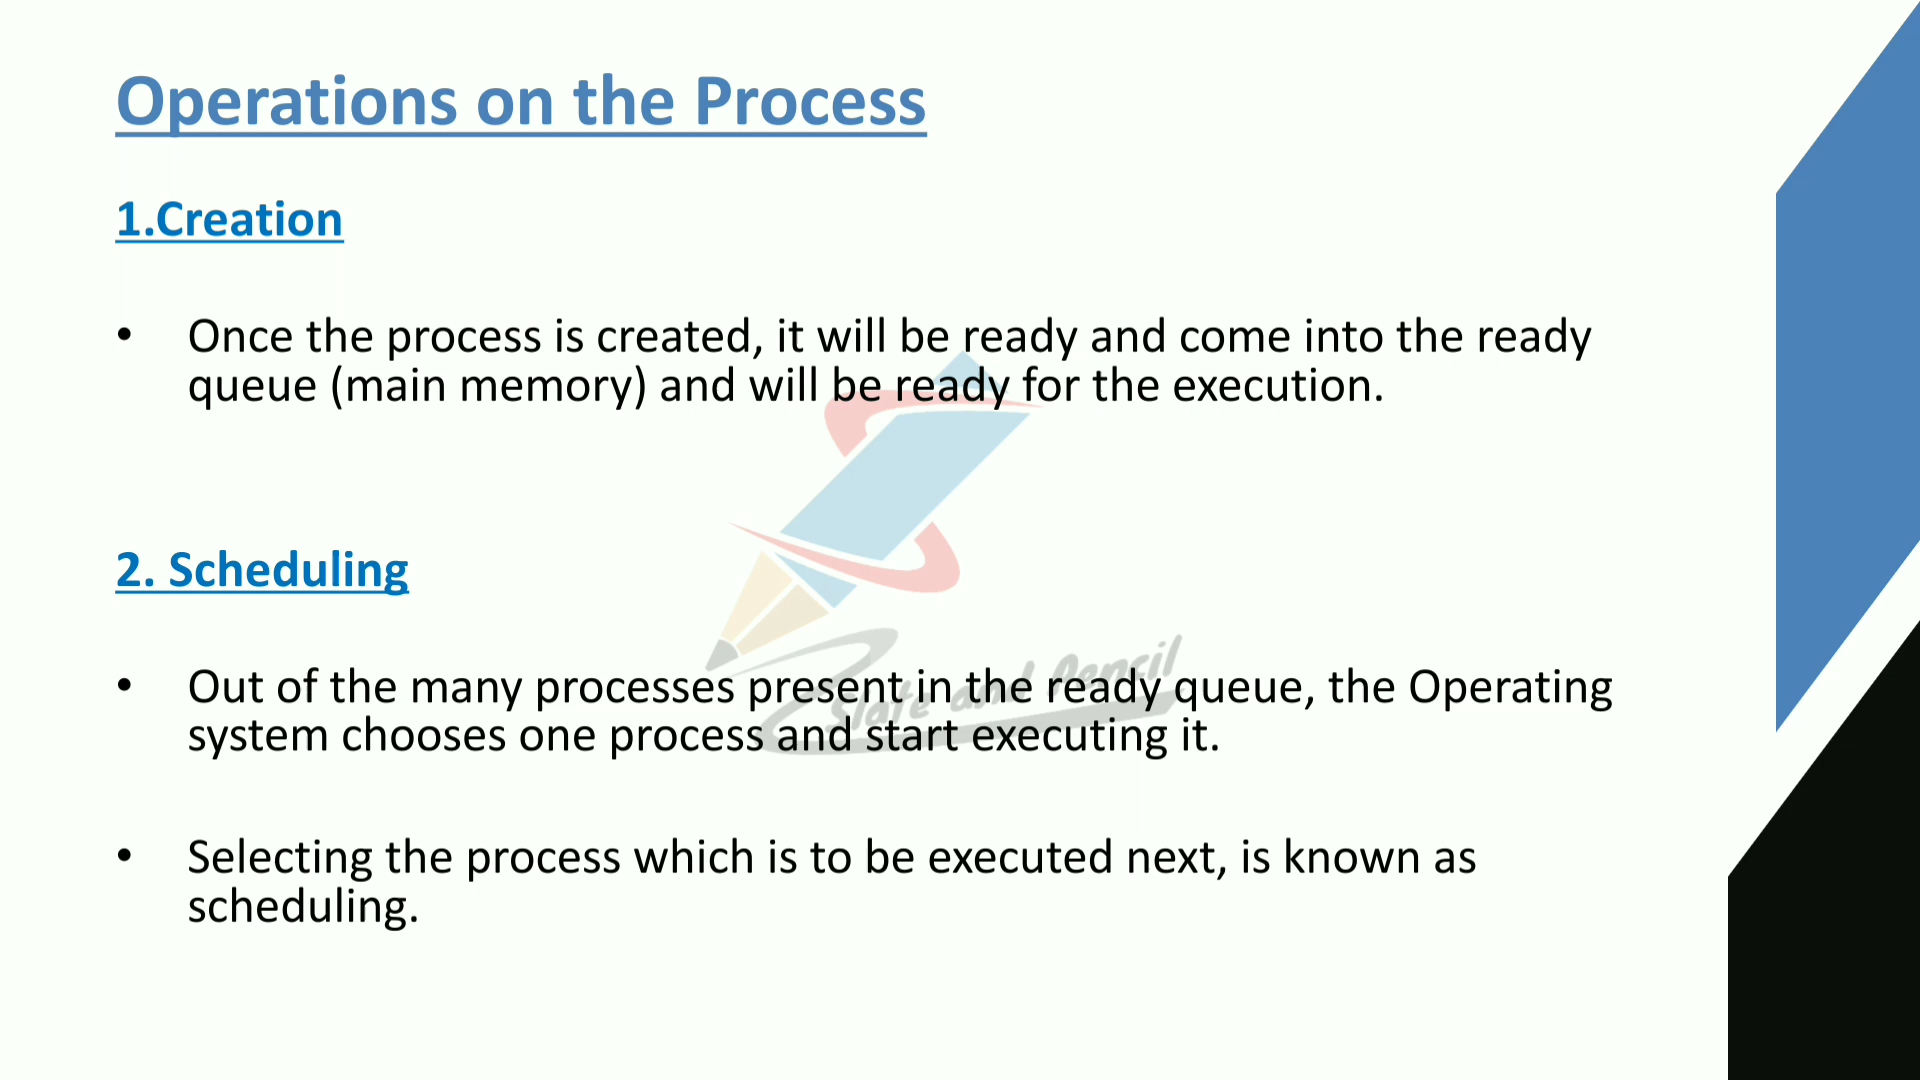 Operations on the Process
1.Creation
• Once the process is created, it will be ready and come into the ready
queue (main memory) and will be ready for the execution.
2. Scheduling
• Out of the many processes present in the ready queue, the Operating
system chooses one process and start executing it.
Slate and Pencil
• Selecting the process which is to be executed next, is known as
scheduling.